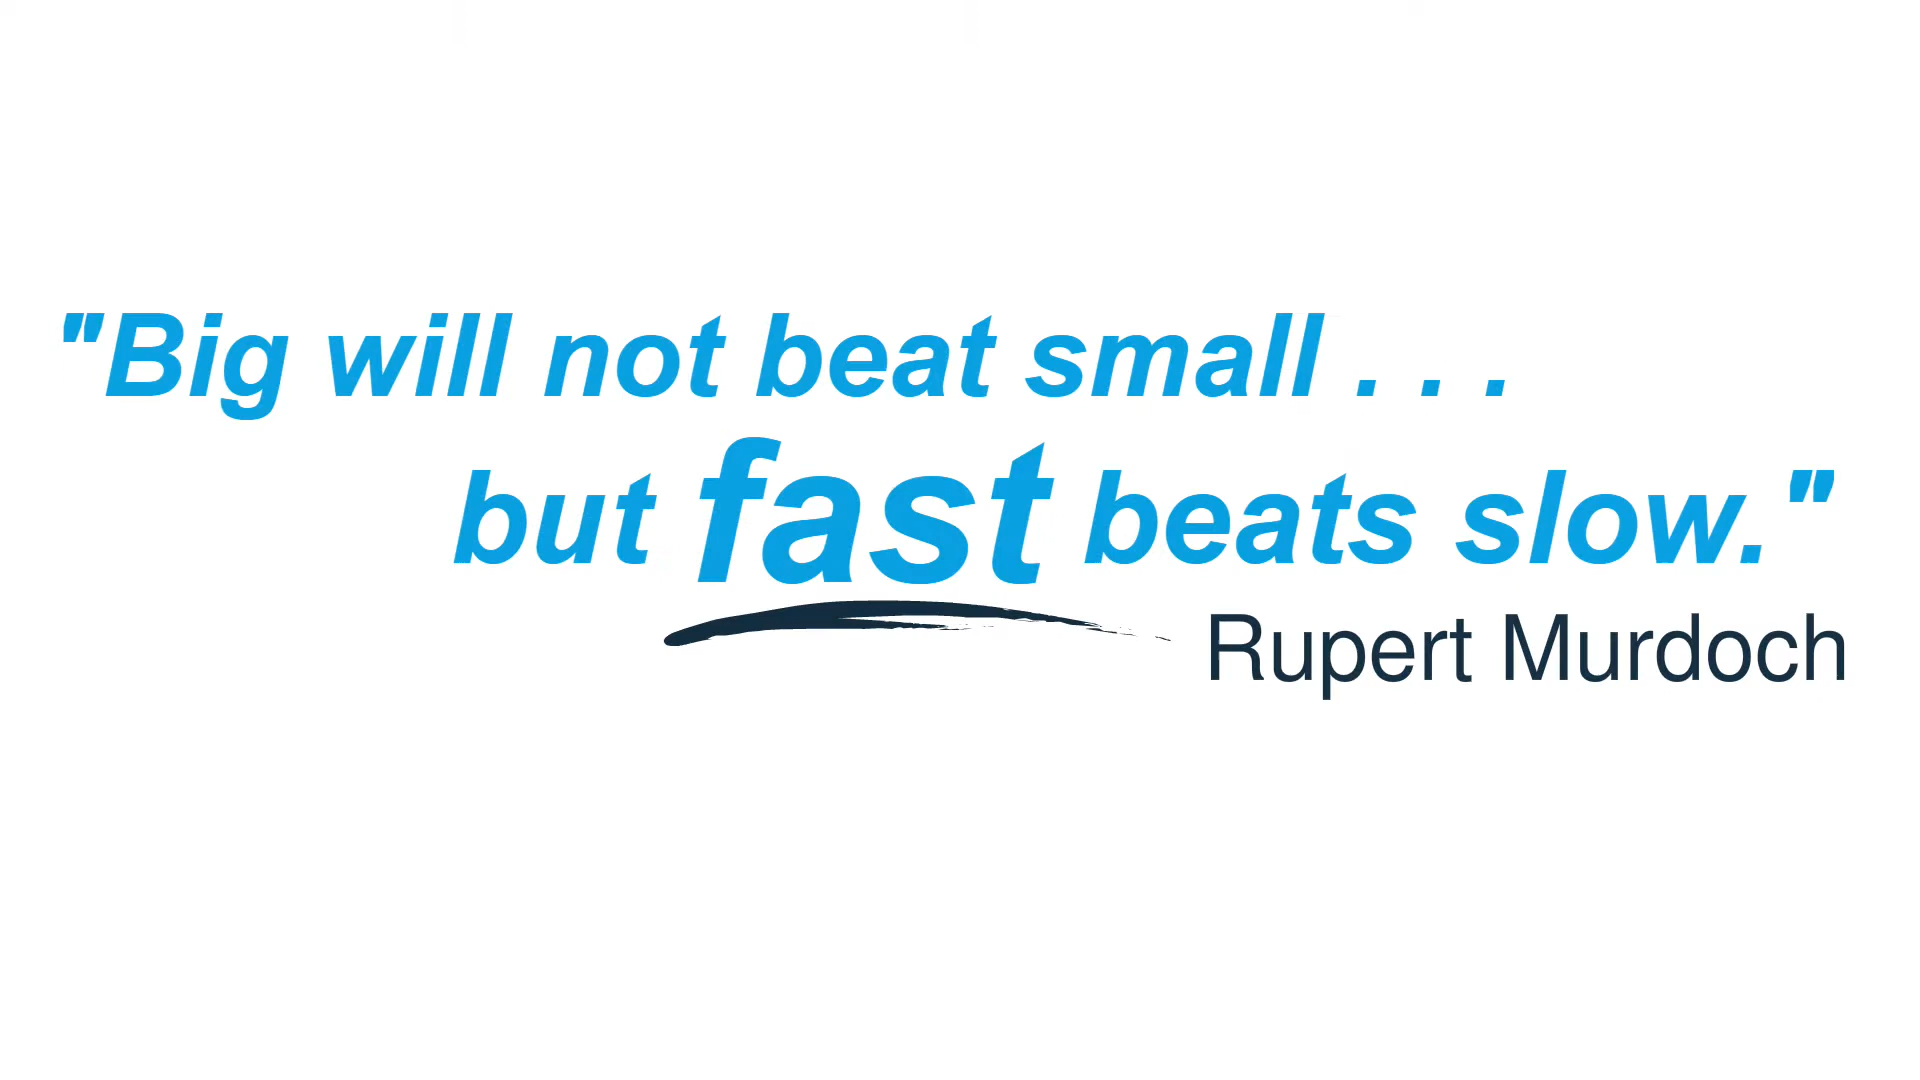 "Big will not beat small . . .
but fast beats slow."
Rupert Murdoch